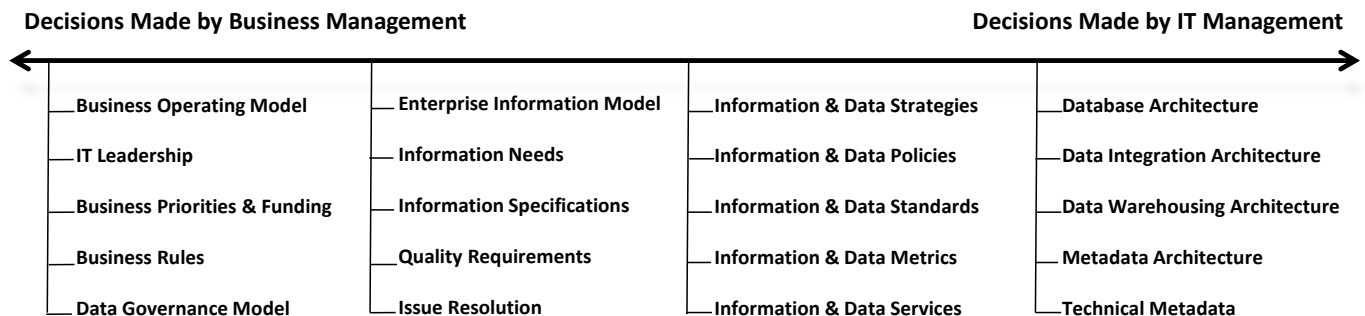 Decisions Made by Business Management
Decisions Made by IT Management
Business Operating Model
IT Leadership
Business Priorities & Funding
Business Rules
Data Governance Model
Enterprise Information Model
Information Needs
Information Specifications
Quality Requirements
Issue Resolution
Information & Data Strategies
Information & Data Policies
Information & Data Standards
Information & Data Metrics
Information & Data Services
Database Architecture
Data Integration Architecture
Data Warehousing Architecture
Metadata Architecture
Technical Metadata